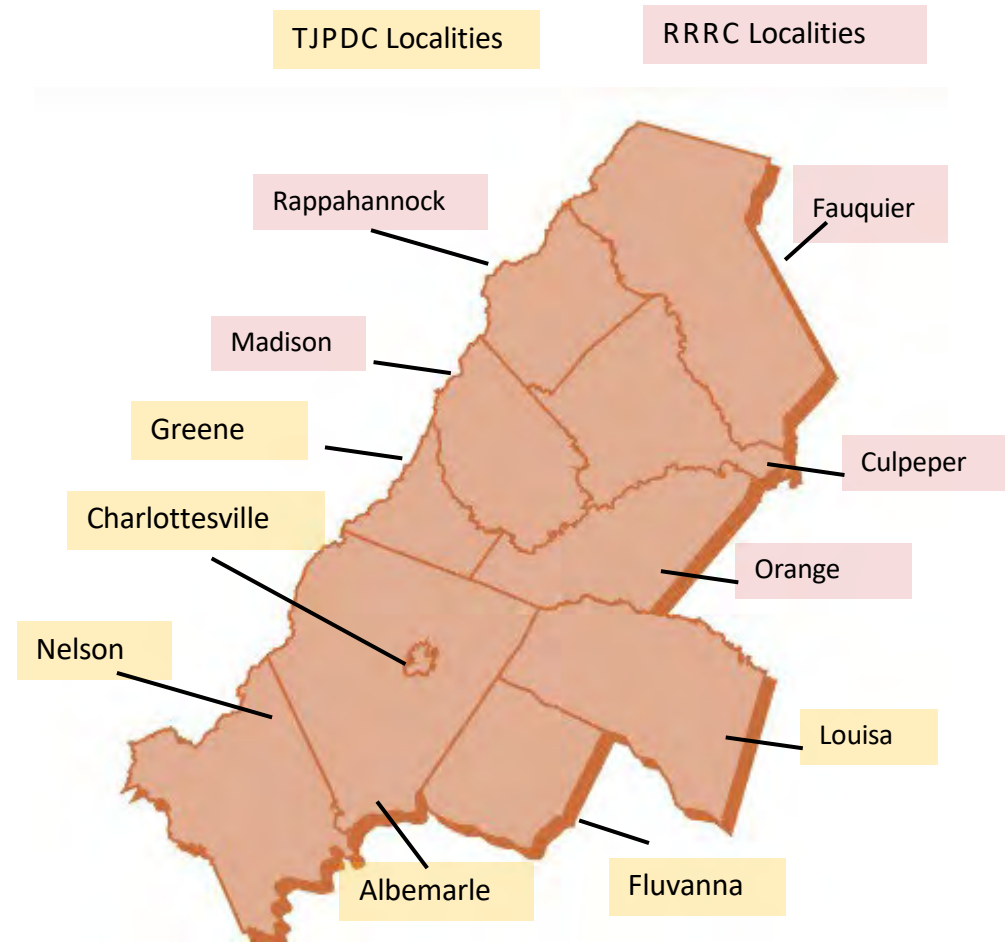 TJPDC Localities
RRRC Localities
Rappahannock
Fauquier
Madison
Greene
Culpeper
Charlottesville
Orange
Nelson
Louisa
Albemarle
Fluvanna